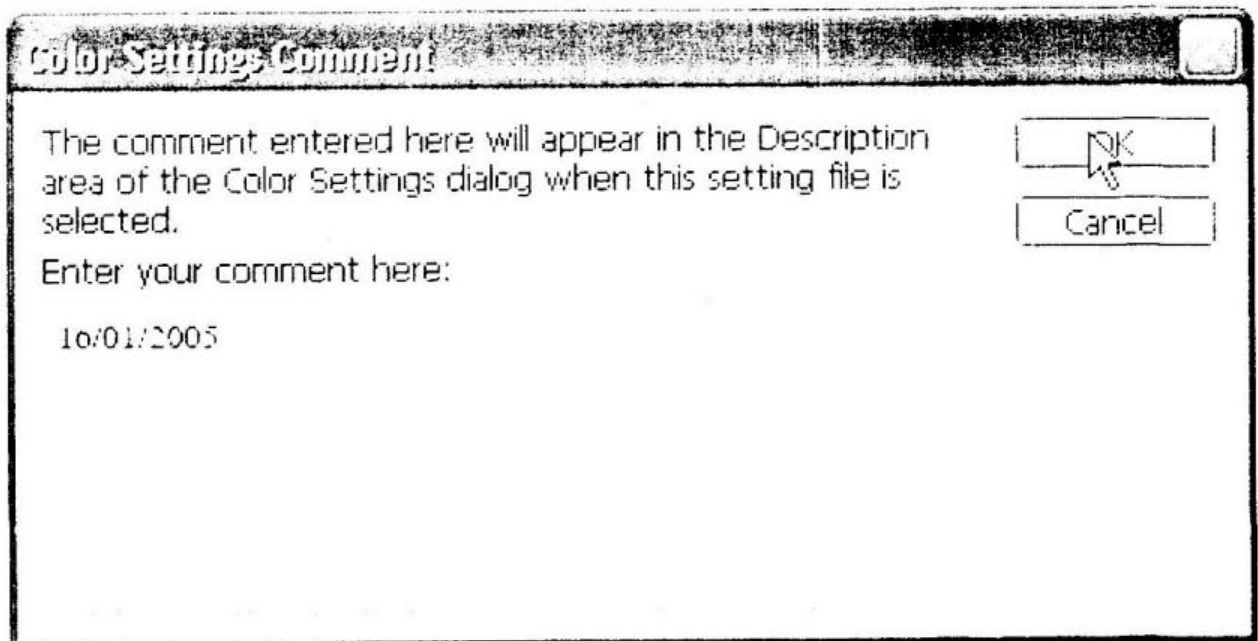 Color Settings Comment
The comment entered here will appear in the Description
area of the Color Settings dialog when this setting file is
selected.
OK
Cancel
Enter your comment here:
16/01/2005